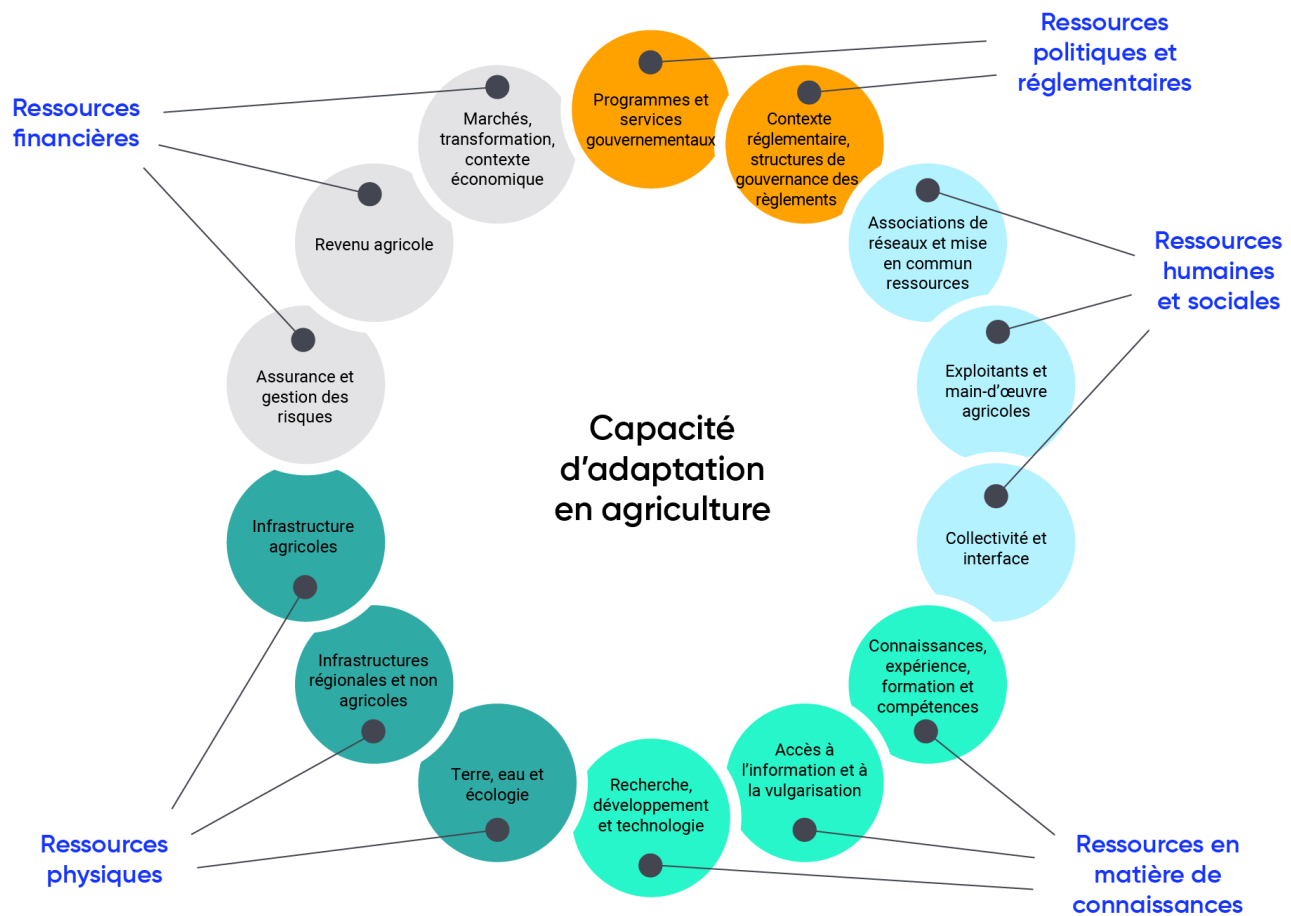 Ressources
politiques et
réglementaires
Ressources
financières
Marchés,
transformation,
contexte
économique
Programmes et
services
gouvernementaux
Contexte
réglementaire,
structures de
gouvernance des
règlements
Revenu agricole
Associations de
réseaux et mise
en commun
ressources
Ressources
humaines
et sociales
Assurance et
gestion des
risques
Exploitants et
main-d’œuvre
agricoles
Capacité
d’adaptation
en agriculture
Infrastructure
agricoles
Collectivité et
interface
Infrastructures
régionales et non
agricoles
Connaissances,
expérience,
formation et
compétences
Terre, eau et
écologie
Recherche,
développement
et technologie
Accès à
l’information et à
la vulgarisation
Ressources
physiques
Ressources en
matière de
connaissances